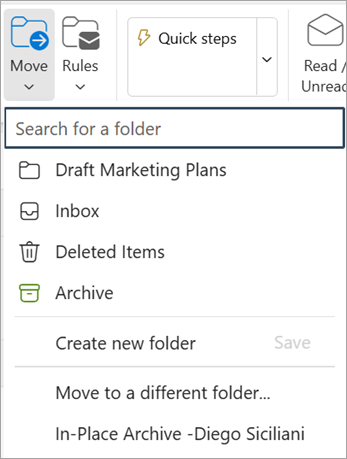 Move
Rules
Quick steps
Read /
Unread
Search for a folder
Draft Marketing Plans
Inbox
Deleted Items
Archive
Create new folder
Save
Move to a different folder...
In-Place Archive -Diego Siciliani